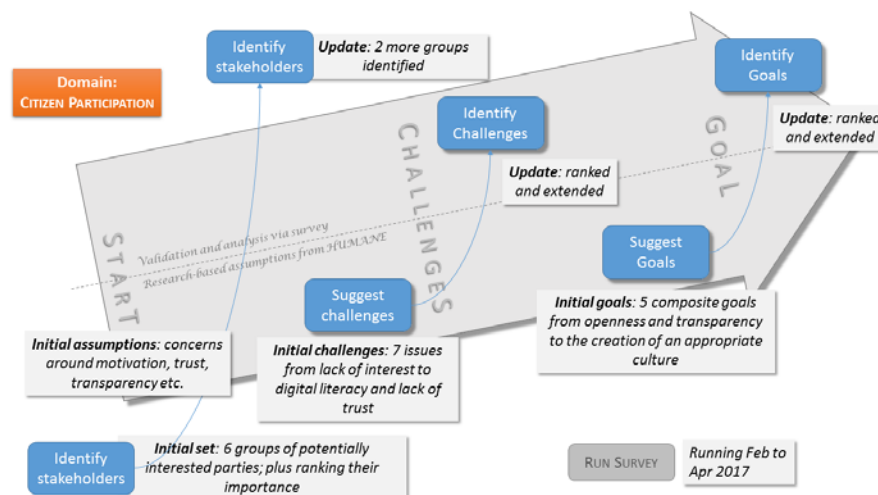 Identify
stakeholders
Update: 2 more groups
identified
Domain:
CITIZEN PARTICIPATION
Identify
Goals
Identify
Challenges
Update: ranked
and extended
Update: ranked
and extended
START
CHALLENGES
GOAL
Validation and analysis via survey
Research-based assumptions from HUMANE
Suggest
Goals
Suggest
challenges
Initial goals: 5 composite goals
from openness and transparency
to the creation of an appropriate
culture
Initial assumptions: concerns
around motivation, trust,
transparency etc.
Initial challenges: 7 issues
from lack of interest to
digital literacy and lack of
trust
Identify
stakeholders
Initial set: 6 groups of potentially
interested parties; plus ranking their
importance
RUN SURVEY
Running Feb to
Apr 2017